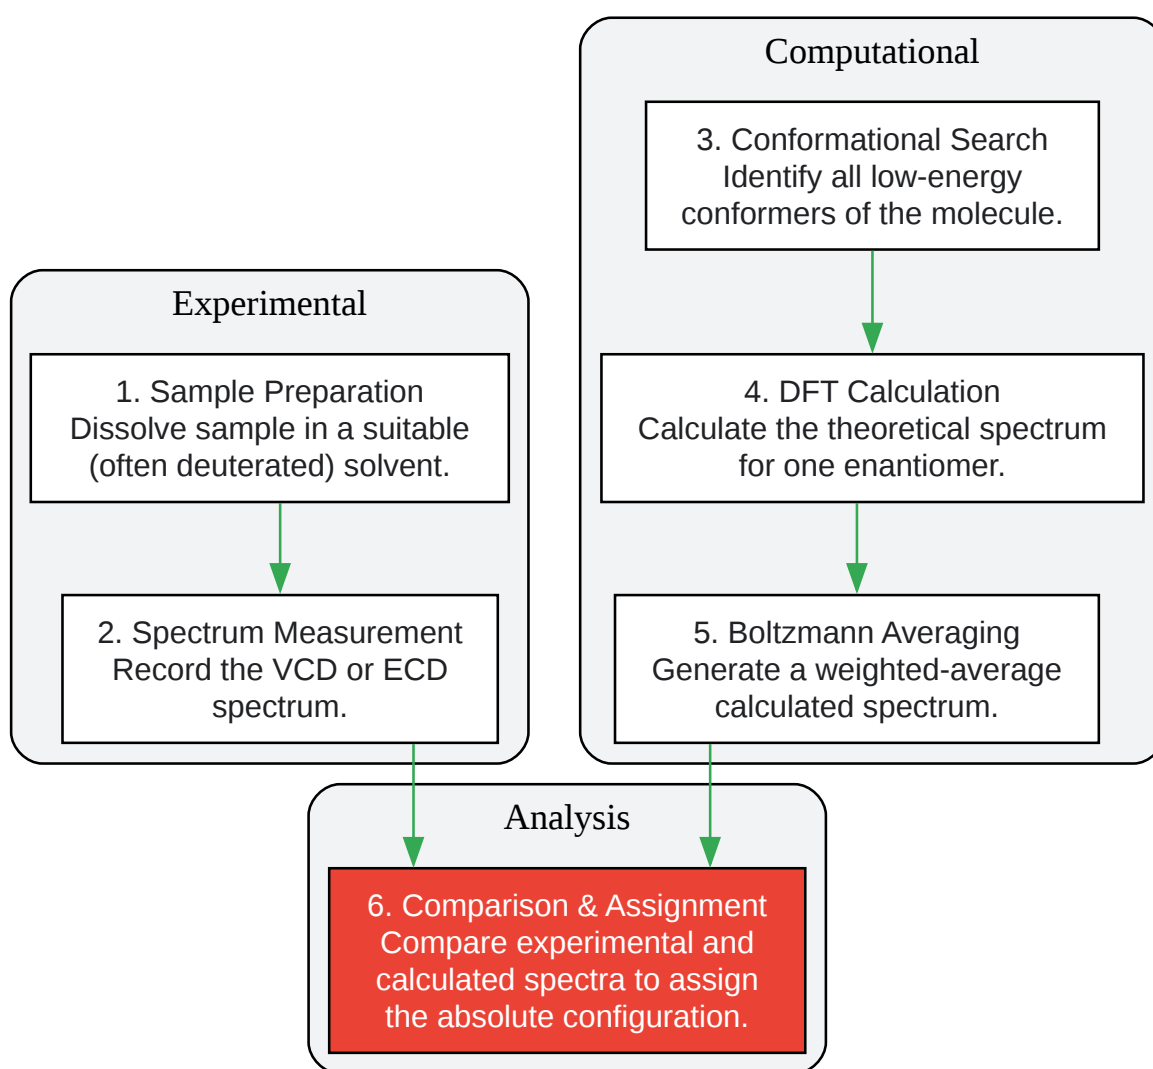 Experimental
1. Sample Preparation
Dissolve sample in a suitable
(often deuterated) solvent.
2. Spectrum Measurement
Record the VCD or ECD
spectrum.
Computational
3. Conformational Search
Identify all low-energy
conformers of the molecule.
4. DFT Calculation
Calculate the theoretical spectrum
for one enantiomer.
5. Boltzmann Averaging
Generate a weighted-average
calculated spectrum.
Analysis
6. Comparison & Assignment
Compare experimental and
calculated spectra to assign
the absolute configuration.